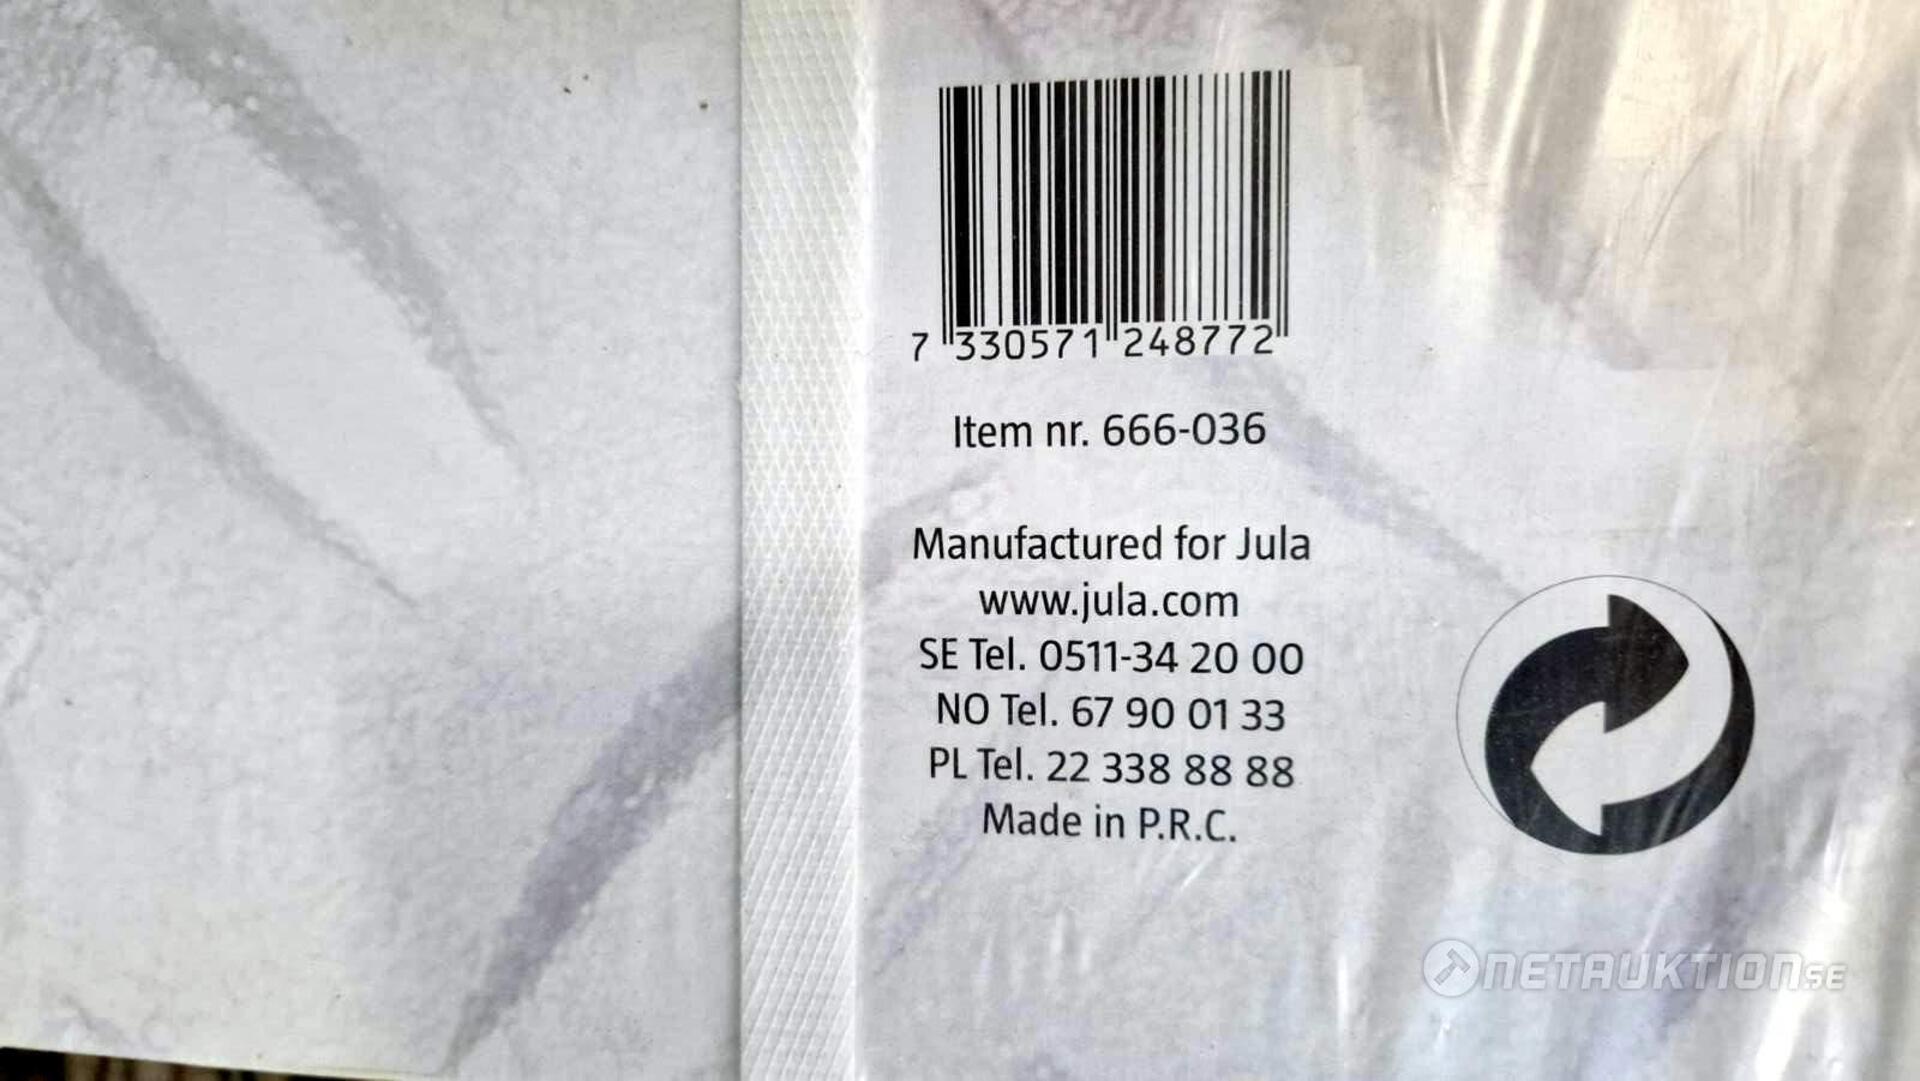 7 330571 248772
Item nr. 666-036
Manufactured for Jula
www.jula.com
SE Tel. 0511-34 20 00
NO Tel. 67 90 01 33
PL Tel. 22 338 88 88
Made in P.R.C.
NETAUKTION.SE